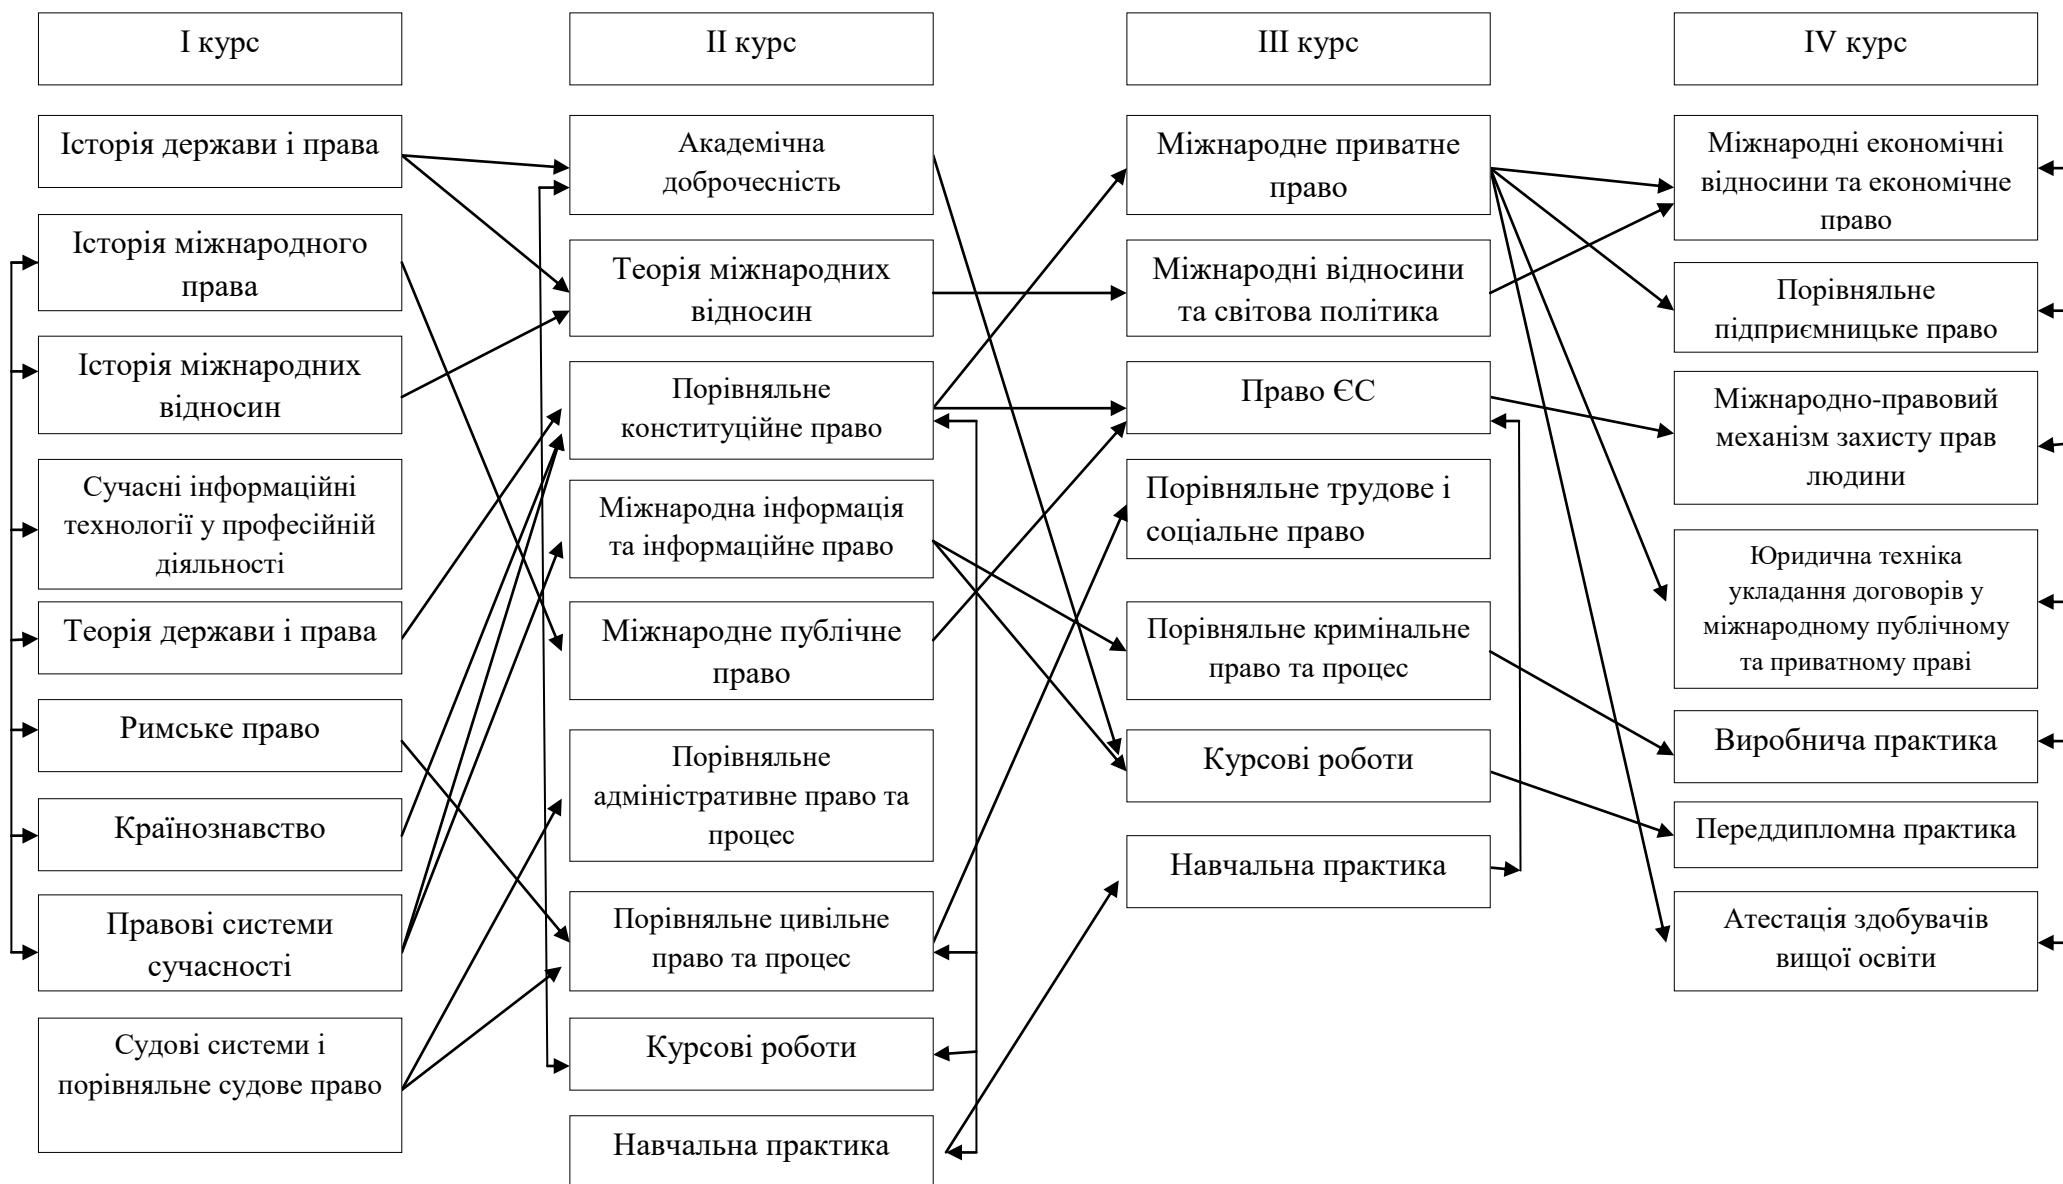 І курс
Історія держави і права
Історія міжнародного
права
Історія міжнародних
відносин
Сучасні інформаційні
технології у професійній
діяльності
Теорія держави і права
Римське право
Країнознавство
Правові системи
сучасності
Судові системи і
порівняльне судове право
ІІ курс
Академічна
доброчесність
Теорія міжнародних
відносин
Порівняльне
конституційне право
Міжнародна інформація
та інформаційне право
Міжнародне публічне
право
Порівняльне
адміністративне право та
процес
Порівняльне цивільне
право та процес
Курсові роботи
Навчальна практика
ІІІ курс
Міжнародне приватне
право
Міжнародні відносини
та світова політика
Право ЄС
Порівняльне трудове і
соціальне право
Порівняльне кримінальне
право та процес
Курсові роботи
Навчальна практика
IV курс
Міжнародні економічні
відносини та економічне
право
Порівняльне
підприємницьке право
Міжнародно-правовий
механізм захисту прав
людини
Юридична техніка
укладання договорів у
міжнародному публічному
та приватному праві
Виробнича практика
Переддипломна практика
Атестація здобувачів
вищої освіти